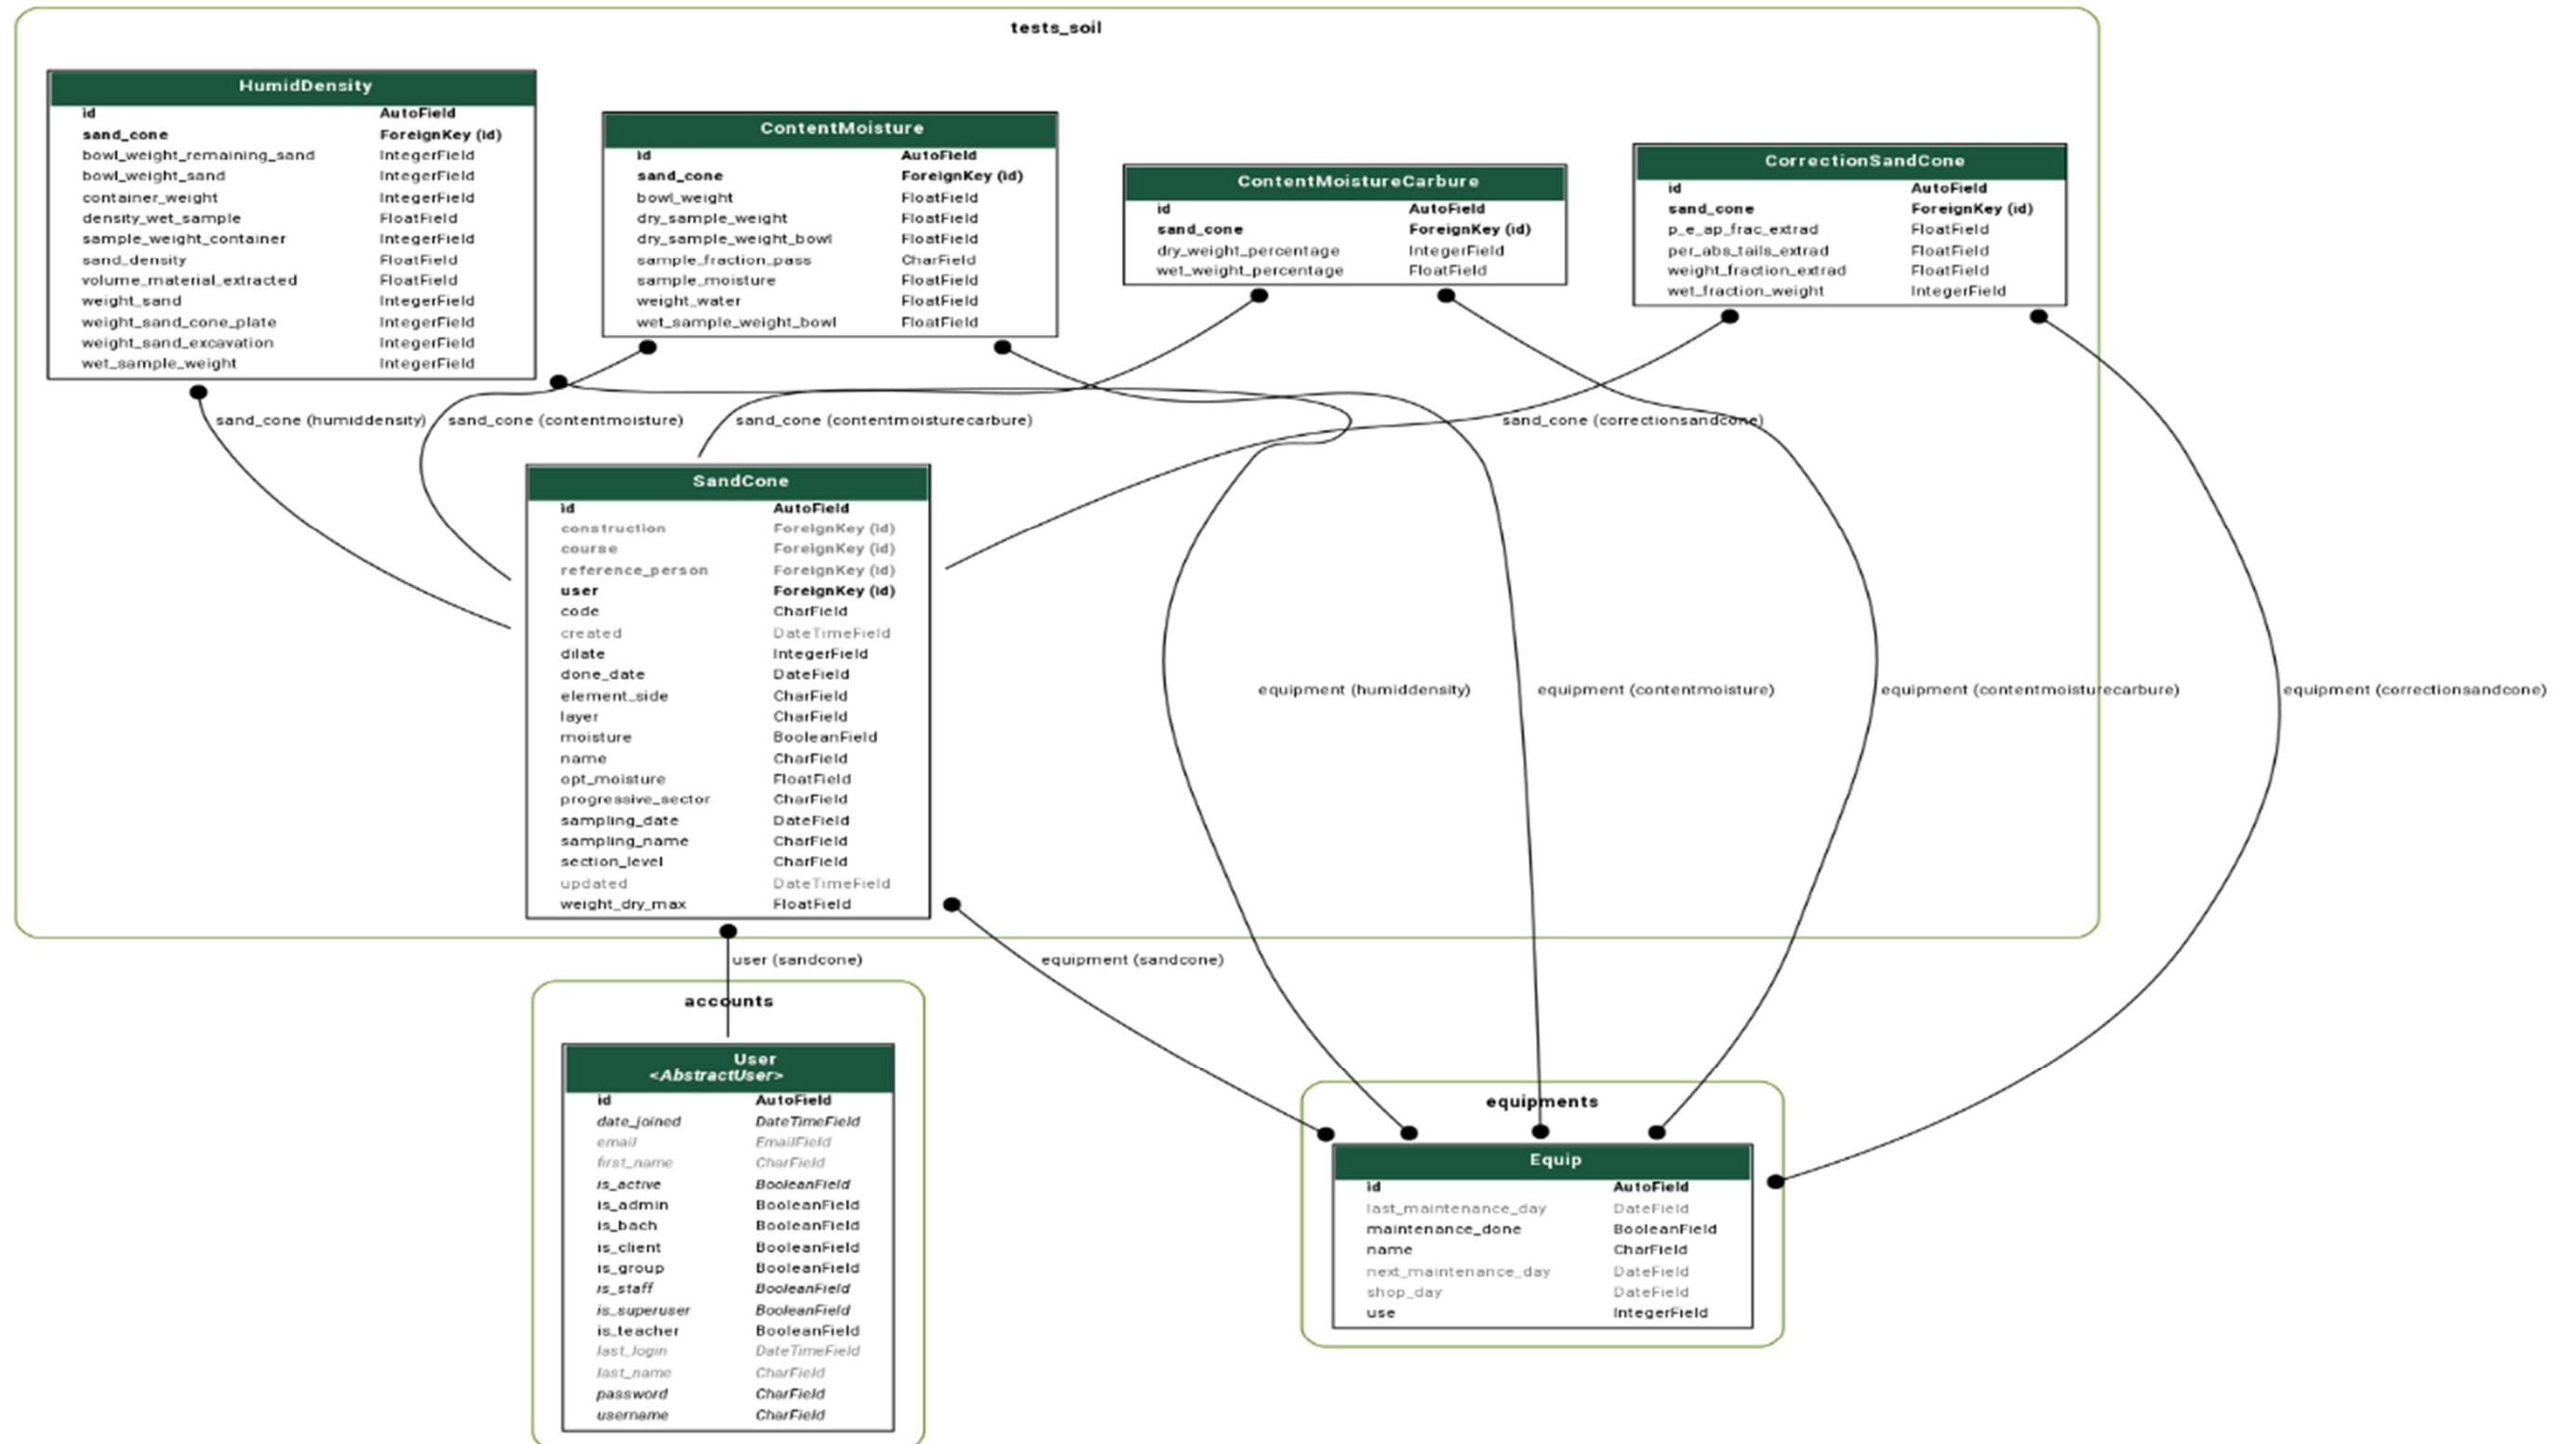 tests_soil
HumidDensity
id AutoField
sand_cone ForeignKey (id)
bowl_weight_remaining_sand IntegerField
bowl_weight_sand IntegerField
container_weight IntegerField
density_wet_sample FloatField
sample_weight_container IntegerField
sand_density FloatField
volume_material_extracted FloatField
weight_sand IntegerField
weight_sand_cone_plate IntegerField
weight_sand_excavation IntegerField
wet_sample_weight IntegerField
ContentMoisture
id AutoField
sand_cone ForeignKey (id)
bowl_weight FloatField
dry_sample_weight FloatField
dry_sample_weight_bowl FloatField
sample_fraction_pass CharField
sample_moisture FloatField
weight_water FloatField
wet_sample_weight_bowl FloatField
ContentMoistureCarbure
id AutoField
sand_cone ForeignKey (id)
dry_weight_percentage IntegerField
wet_weight_percentage FloatField
CorrectionSandCone
id AutoField
sand_cone ForeignKey (id)
p_e_ap_frac_extrad FloatField
per_abs_tails_extrad FloatField
weight_fraction_extrad FloatField
wet_fraction_weight IntegerField
sand_cone (humiddensity)
sand_cone (contentmoisture)
sand_cone (contentmoisturecarbure)
sand_cone (correctionsandcone)
SandCone
id AutoField
construction ForeignKey (id)
course ForeignKey (id)
reference_person ForeignKey (id)
user ForeignKey (id)
code CharField
created DateTimeField
dilate IntegerField
done_date DateField
element_side CharField
layer CharField
moisture BooleanField
name CharField
opt_moisture FloatField
progressive_sector CharField
sampling_date DateField
sampling_name CharField
section_level CharField
updated DateTimeField
weight_dry_max FloatField
equipment (humiddensity)
equipment (contentmoisture)
equipment (contentmoisturecarbure)
equipment (correctionsandcone)
user (sandcone)
equipment (sandcone)
accounts
User
<AbstractUser>
id AutoField
date_joined DateTimeField
email EmailField
first_name CharField
is_active BooleanField
is_admin BooleanField
is_bach BooleanField
is_client BooleanField
is_group BooleanField
is_staff BooleanField
is_superuser BooleanField
is_teacher BooleanField
last_login DateTimeField
last_name CharField
password CharField
username CharField
equipments
Equip
id AutoField
last_maintenance_day DateField
maintenance_done BooleanField
name CharField
next_maintenance_day DateField
shop_day DateField
use IntegerField